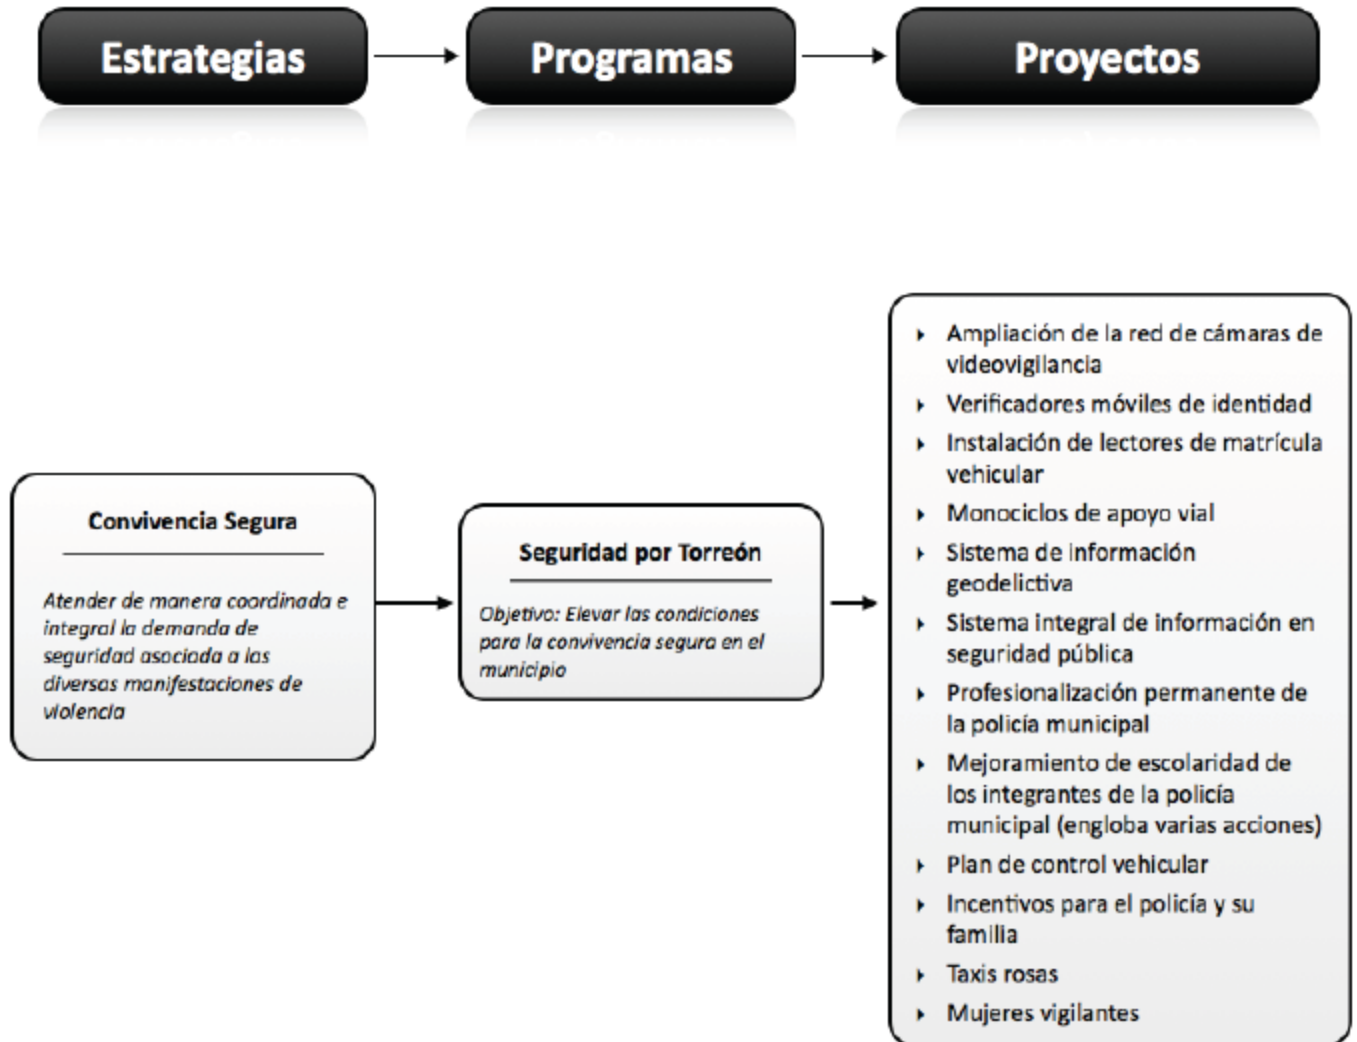 Estrategias
Programas
Proyectos
Convivencia Segura
Atender de manera coordinada e
integral la demanda de
seguridad asociada a las
diversas manifestaciones de
violencia
Seguridad por Torreón
Objetivo: Elevar las condiciones
para la convivencia segura en el
municipio
Ampliación de la red de cámaras de
videovigilancia
Verificadores móviles de identidad
Instalación de lectores de matrícula
vehicular
Monociclos de apoyo vial
Sistema de información
geodelictiva
Sistema integral de información en
seguridad pública
Profesionalización permanente de
la policía municipal
Mejoramiento de escolaridad de
los integrantes de la policía
municipal (engloba varias acciones)
Plan de control vehicular
Incentivos para el policía y su
familia
Taxis rosas
Mujeres vigilantes